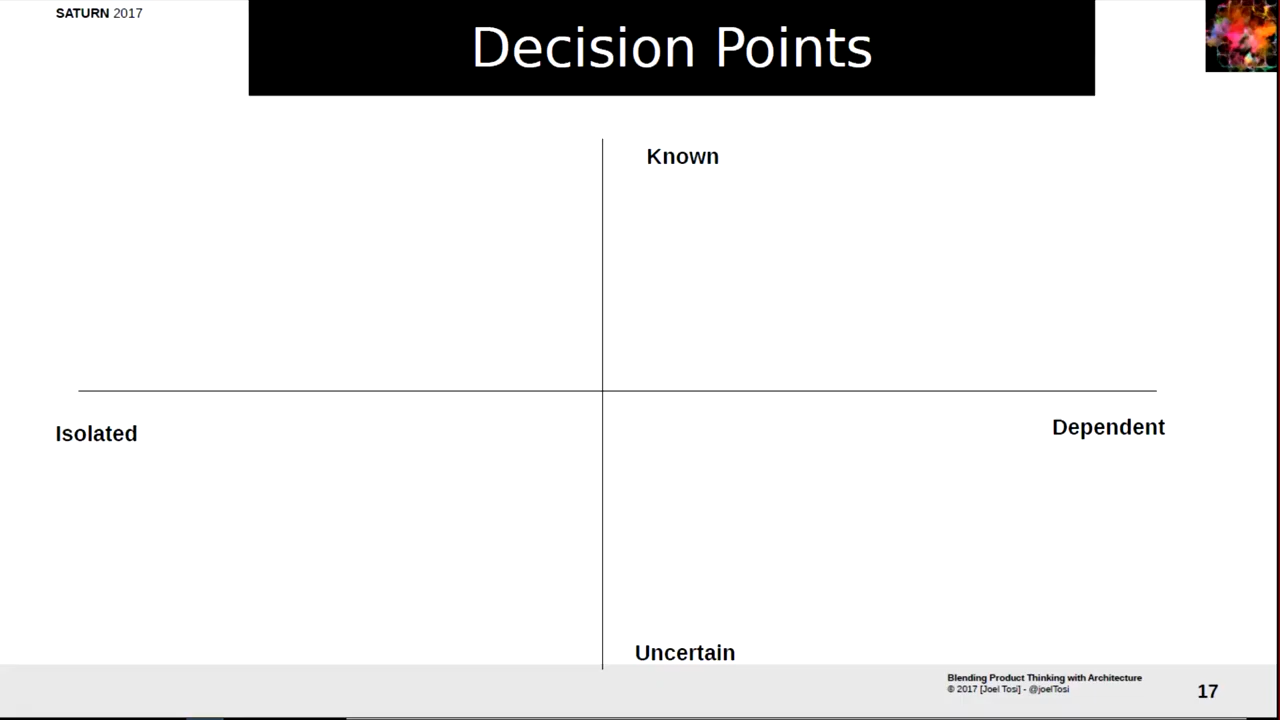 SATURN 2017
Decision Points
Known
Isolated
Dependent
Uncertain
Blending Product Thinking with Architecture
© 2017 [Joel Tosi] - @joelTosi
17